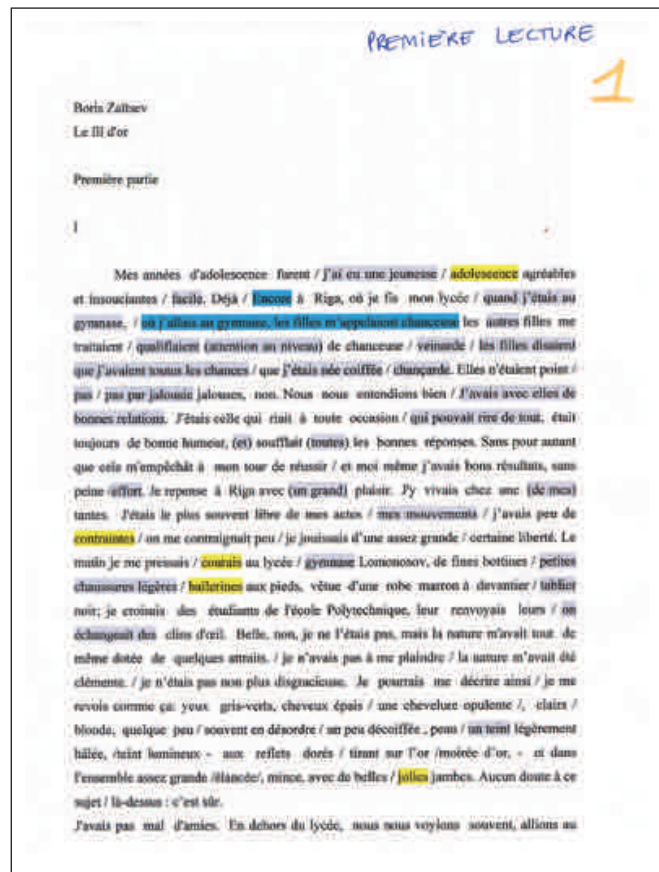 PREMIÈRE LECTURE
1
Boris Zaïtsev
Le fil d'or
Première partie
I
Mes années d'adolescence furent / j'ai eu une jeunesse / adolescence agréables
et insouciantes / facile. Déjà / Encore à Riga, où je fis mon lycée / quand j'étais au
gymnase, / où j'allais au gymnase, les filles m'appelaient chanceuse les autres filles me
traitaient / qualifiaient (attention au niveau) de chanceuse / veinarde / les filles disaient
que j'avaient toutes les chances / que j'étais née coiffée / chançarde. Elles n'étaient point /
pas / pas par jalousie jalouses, non. Nous nous entendions bien / J'avais avec elles de
bonnes relations. J'étais celle qui riait à toute occasion / qui pouvait rire de tout, était
toujours de bonne humeur, (et) soufflait (toutes) les bonnes réponses. Sans pour autant
que cela m'empêchât à mon tour de réussir / et moi même j'avais bons résultats, sans
peine effort. Je repense à Riga avec (un grand) plaisir. J'y vivais chez une (de mes)
tantes. J'étais le plus souvent libre de mes actes / mes mouvements / j'avais peu de
contraintes / on me contraignait peu / je jouissais d'une assez grande / certaine liberté. Le
matin je me pressais / courais au lycée / gymnase Lomonosov, de fines bottines / petites
chaussures légères / ballerines aux pieds, vêtue d'une robe marron à devantier / tablier
noir; je croisais des étudiants de l'école Polytechnique, leur renvoyais leurs / on
échangeait des clins d'œil. Belle, non, je ne l'étais pas, mais la nature m'avait tout de
même dotée de quelques attraits. / je n'avais pas à me plaindre / la nature m'avait été
clémente. / je n'étais pas non plus disgracieuse. Je pourrais me décrire ainsi / je me
revois comme ça: yeux gris-verts, cheveux épais / une chevelure opulente /, clairs /
blonds, quelque peu / souvent en désordre / un peu décoiffée , peau / un teint légèrement
hâlée, /teint lumineux - aux reflets dorés / tirant sur l'or /moirée d'or, - et dans
l'ensemble assez grande /élancée/, mince, avec de belles / jolies jambes. Aucun doute à ce
sujet / là-dessus : c'est sûr.
J'avais pas mal d'amies. En dehors du lycée, nous nous voyions souvent, allions au